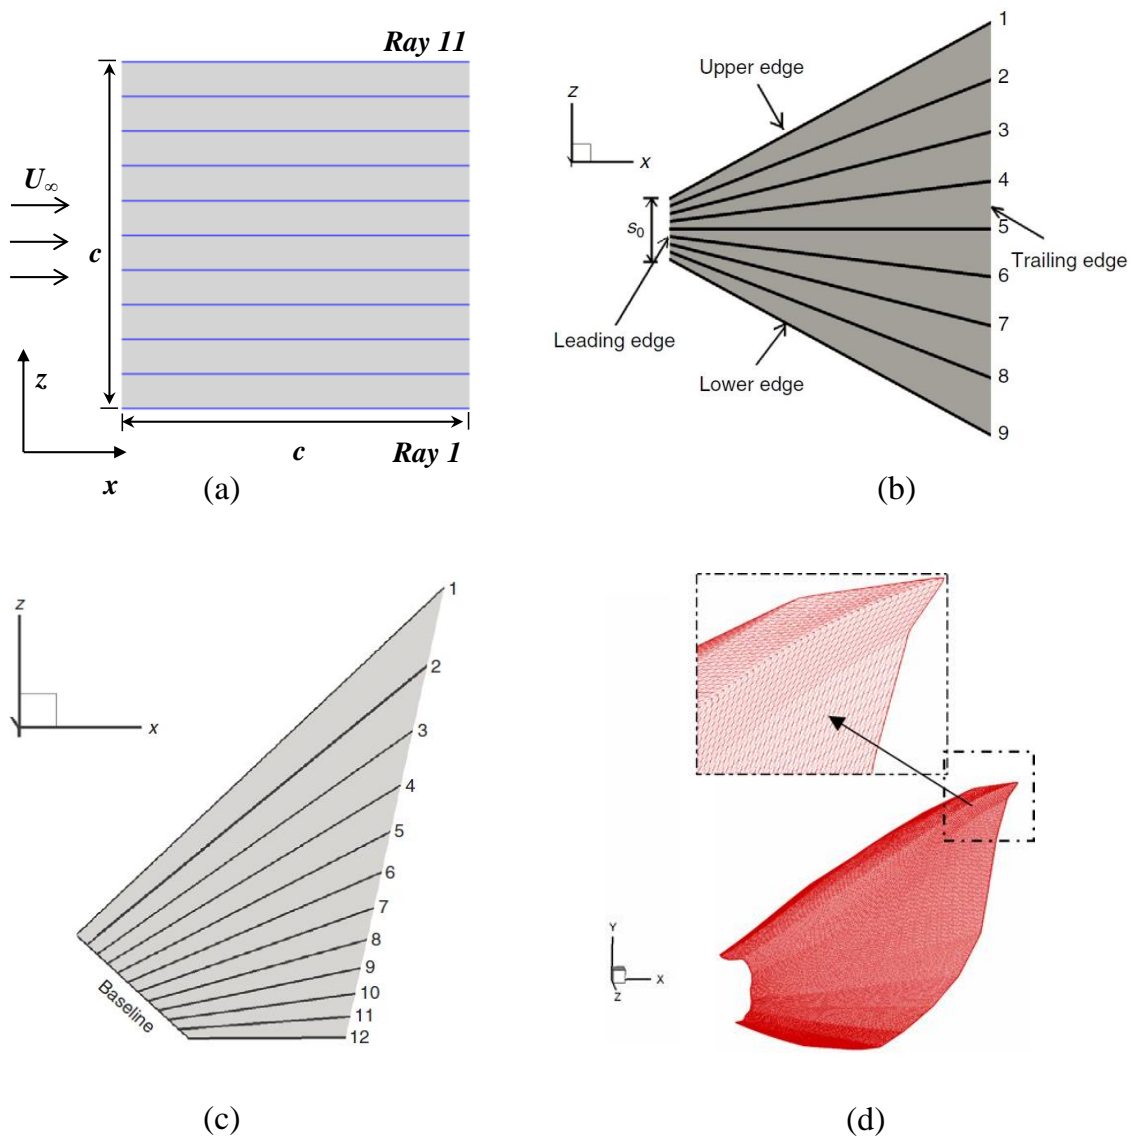 Ray 11
U∞
c
z
c
Ray 1
x
(a)
1
Upper edge
2
z
3
x
4
s0
5
Trailing edge
6
Leading edge
7
Lower edge
8
9
(b)
z
x
1
2
3
4
5
6
7
8
9
10
11
12
Baseline
(c)
Y
X
Z
(d)